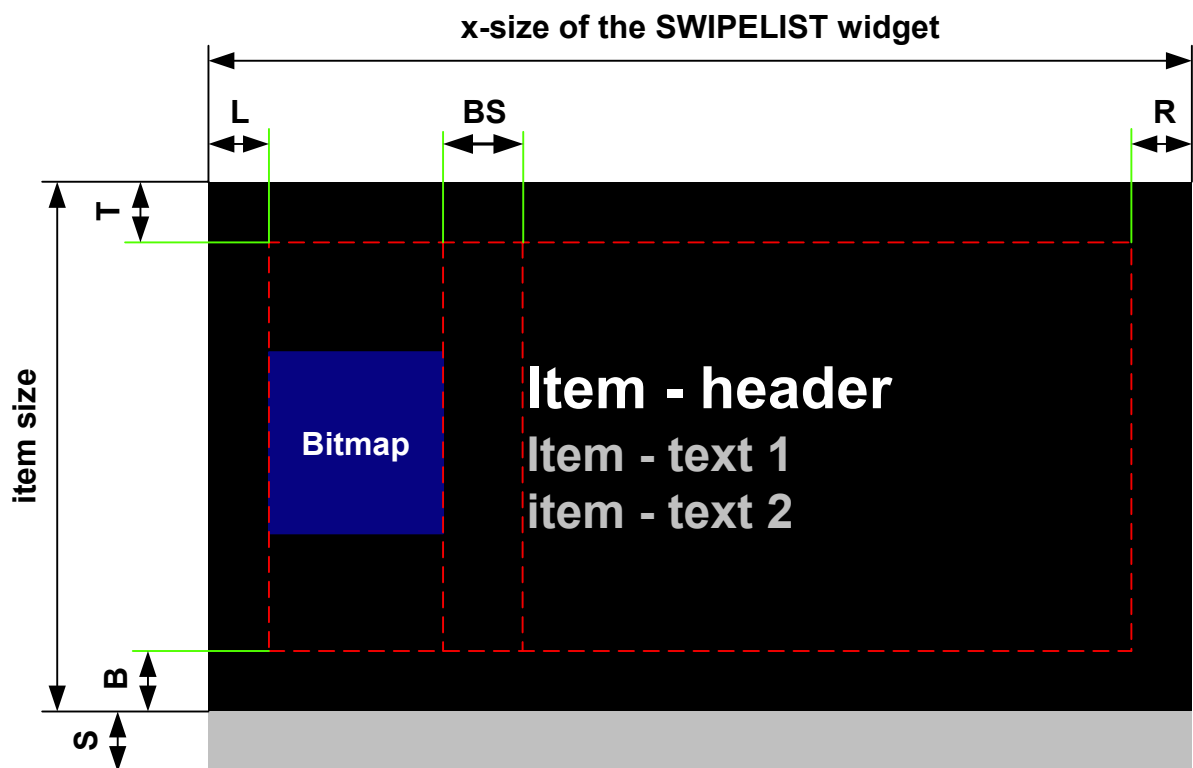 x-size of the SWIPELIST widget
L
BS
R
T
item size
Bitmap
Item - header
Item - text 1
item - text 2
B
S